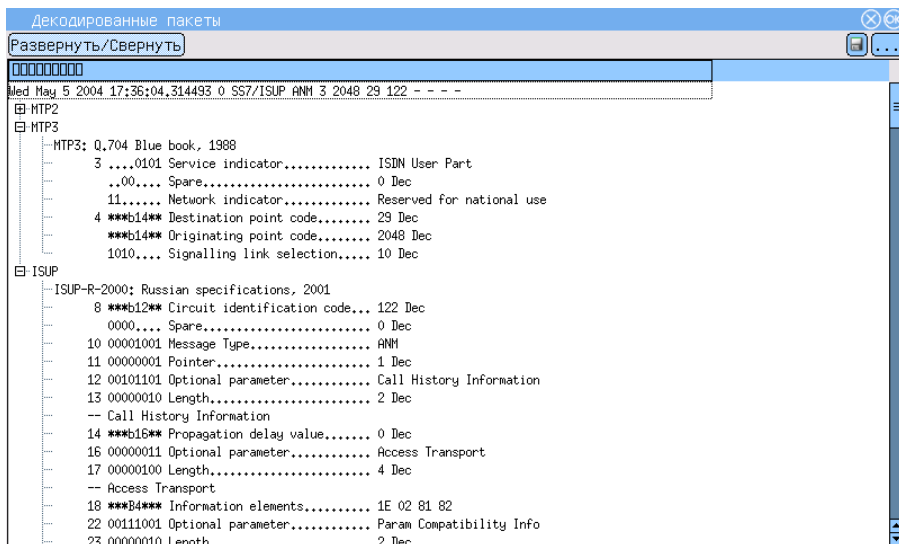 Декодированные пакеты
Развернуть/Свернуть
...
Wed May 5 2004 17:36:04.314493 0 SS7/ISUP ANM 3 2048 29 122 - - - -
MTP2
MTP3
MTP3: Q.704 Blue book, 1988
3 ....0101 Service indicator............. ISDN User Part
..00.... Spare......................... 0 Dec
11...... Network indicator............. Reserved for national use
4 ***b14** Destination point code........ 29 Dec
***b14** Originating point code........ 2048 Dec
1010.... Signalling link selection..... 10 Dec
ISUP
ISUP-R-2000: Russian specifications, 2001
8 ***b12** Circuit identification code... 122 Dec
0000.... Spare......................... 0 Dec
10 00001001 Message Type.................. ANM
11 00000001 Pointer....................... 1 Dec
12 00101101 Optional parameter............ Call History Information
13 00000010 Length........................ 2 Dec
-- Call History Information
14 ***b16** Propagation delay value....... 0 Dec
16 00000011 Optional parameter............ Access Transport
17 00000100 Length........................ 4 Dec
-- Access Transport
18 ***B4*** Information elements.......... 1E 02 81 82
22 00111001 Optional parameter............ Param Compatibility Info
23 00000010 Length........................ 2 Dec